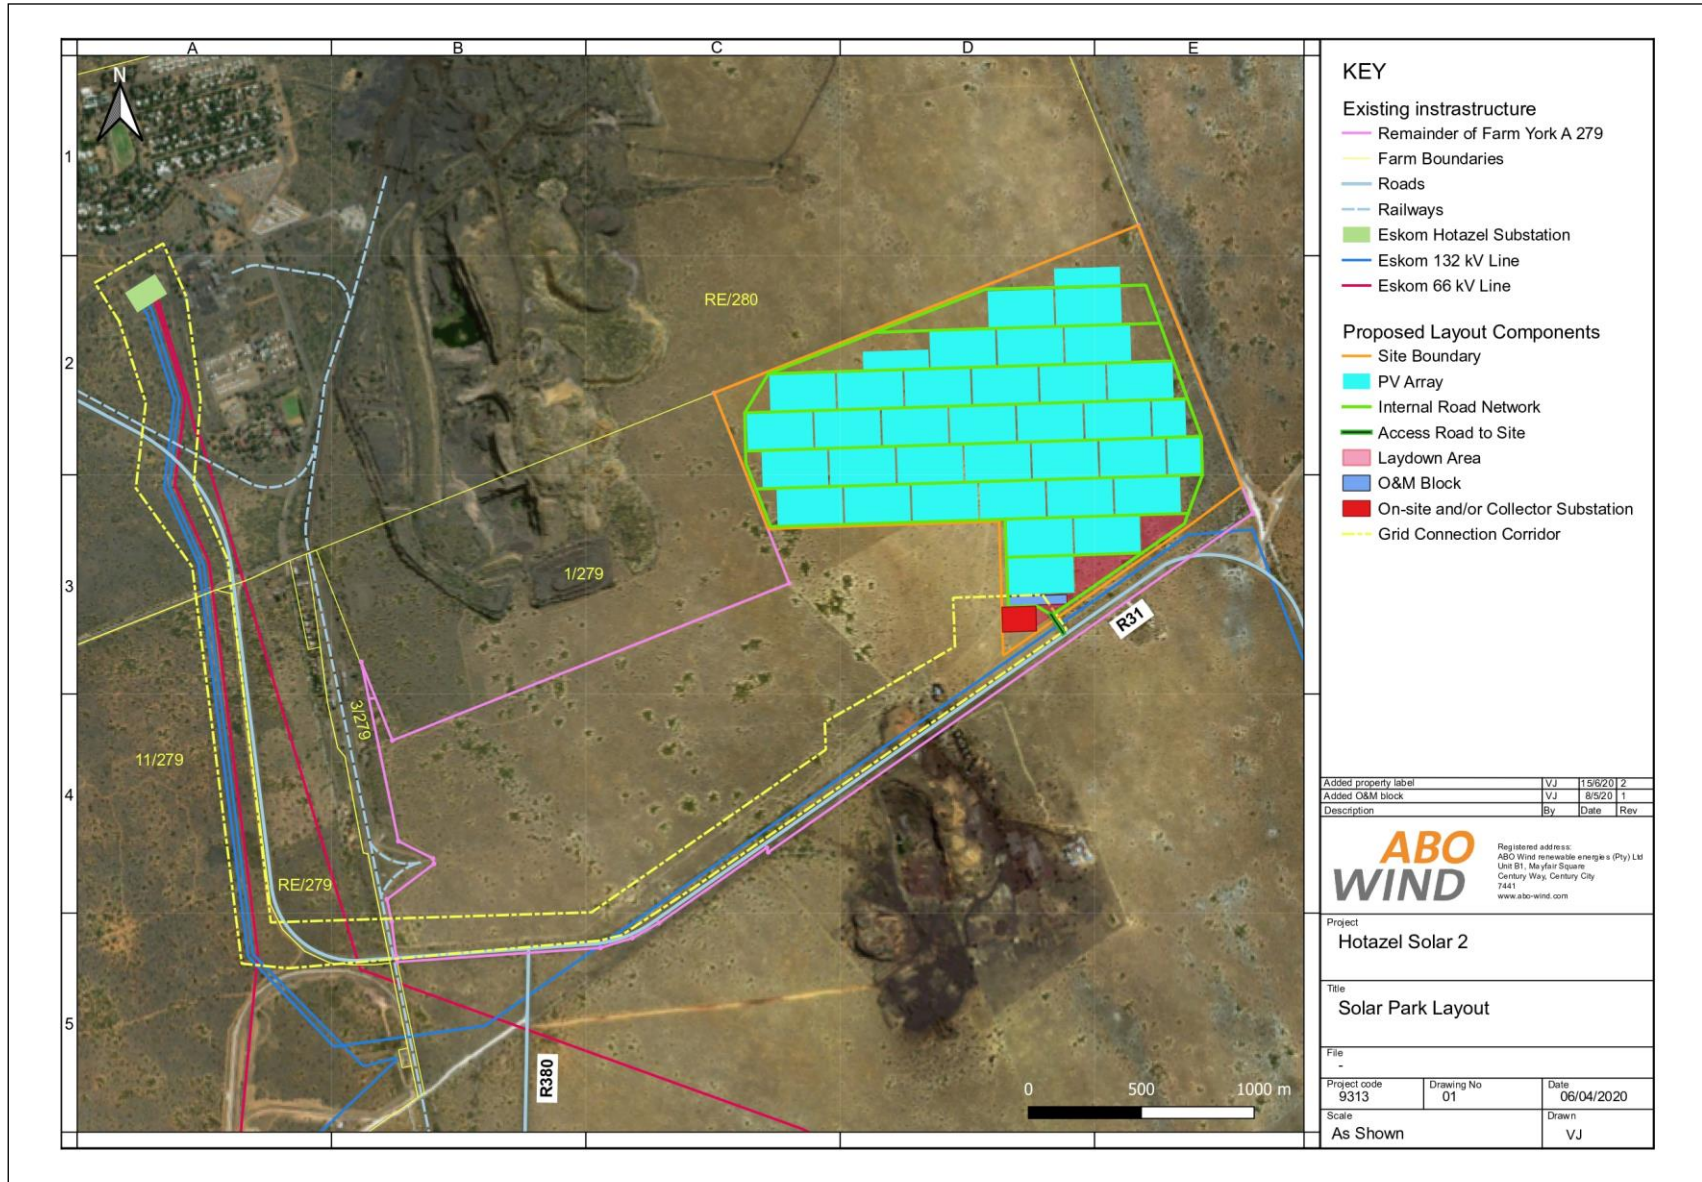 A B C D E
N
1
2
3
4
5
RE/280
1/279
3/279
11/279
RE/279
R31
R380
0 500 1000 m
KEY
Existing instrastructure
Remainder of Farm York A 279
Farm Boundaries
Roads
Railways
Eskom Hotazel Substation
Eskom 132 kV Line
Eskom 66 kV Line
Proposed Layout Components
Site Boundary
PV Array
Internal Road Network
Access Road to Site
Laydown Area
O&M Block
On-site and/or Collector Substation
Grid Connection Corridor
Added property label VJ 15/6/20 2
Added O&M block VJ 8/5/20 1
Description By Date Rev
ABO
WIND
Registered address:
ABO Wind renewable energies (Pty) Ltd
Unit B1, Mayfair Square
Century Way, Century City
7441
www.abo-wind.com
Project
Hotazel Solar 2
Title
Solar Park Layout
File
-
Project code Drawing No Date
9313 01 06/04/2020
Scale Drawn
As Shown VJ